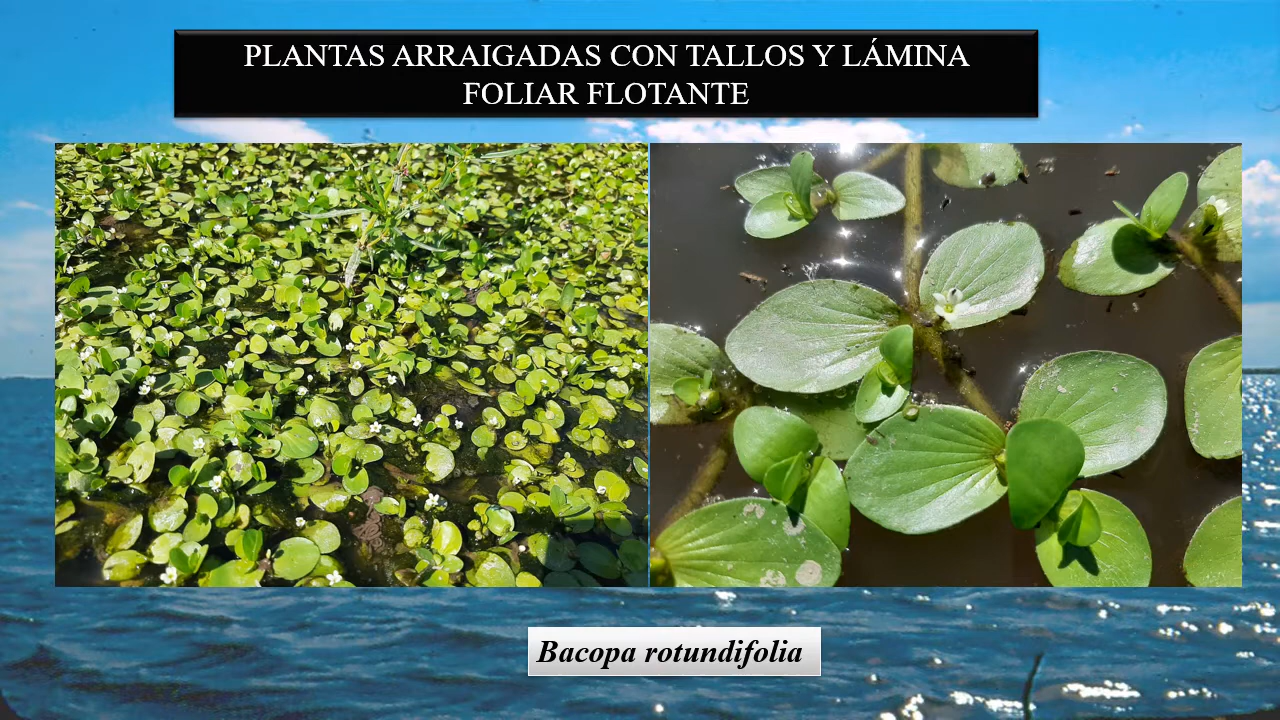 PLANTAS ARRAIGADAS CON TALLOS Y LÁMINA
FOLIAR FLOTANTE
Bacopa rotundifolia